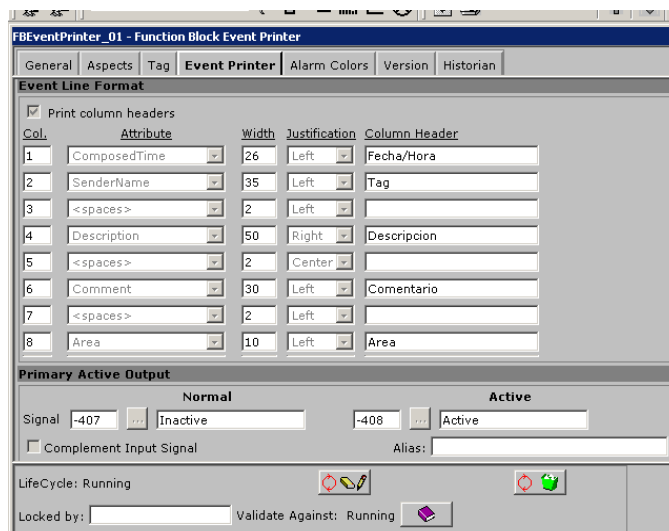 FBEventPrinter_01 - Function Block Event Printer
General Aspects Tag Event Printer Alarm Colors Version Historian
Event Line Format
Print column headers
Col. Attribute Width Justification Column Header
1 ComposedTime 26 Left Fecha/Hora
2 SenderName 35 Left Tag
3 <spaces> 2 Left
4 Description 50 Right Descripcion
5 <spaces> 2 Center
6 Comment 30 Left Comentario
7 <spaces> 2 Left
8 Area 10 Left Area
Primary Active Output
Normal Active
Signal -407 ... Inactive -408 ... Active
Complement Input Signal Alias:
LifeCycle: Running
Locked by: Validate Against: Running